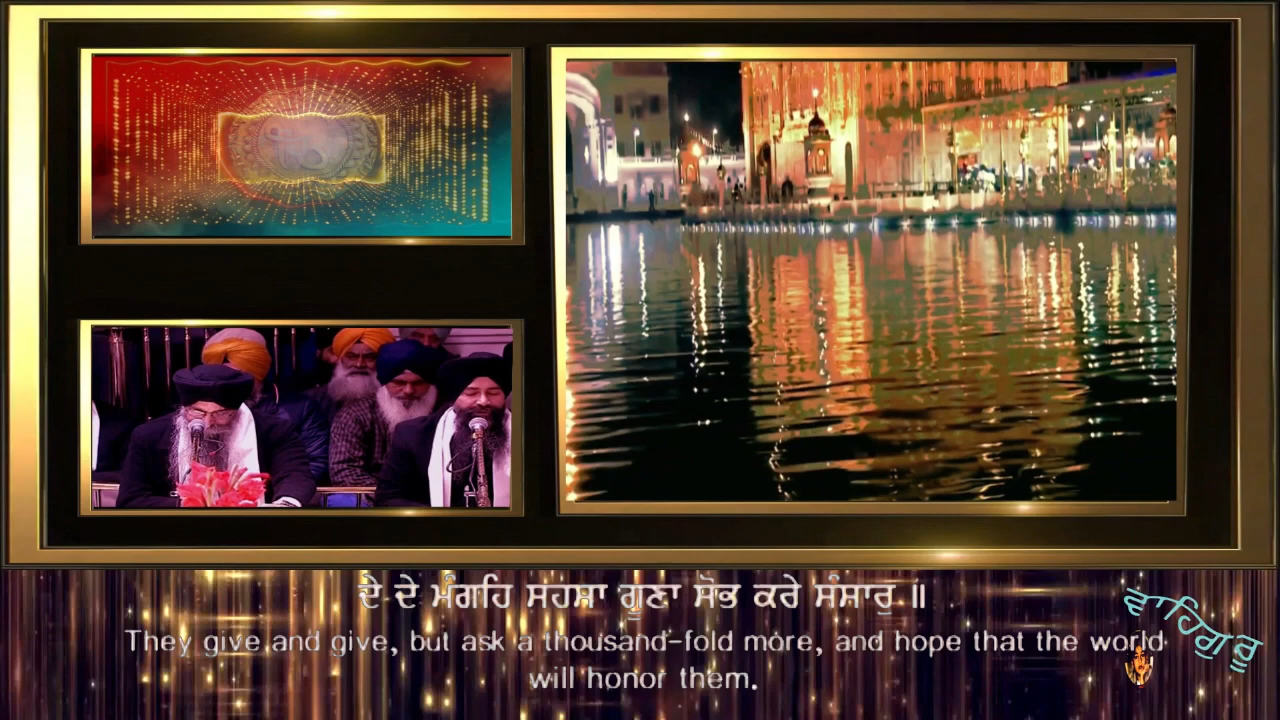 ਦੇ ਦੇ ਮੰਗਹਿ ਸਹਸਾ ਗੂਣਾ ਸੋਭ ਕਰੇ ਸੰਸਾਰੁ ॥
They give and give, but ask a thousand-fold more, and hope that the world
will honor them.
ਵਾਹਿਗੁਰੂ